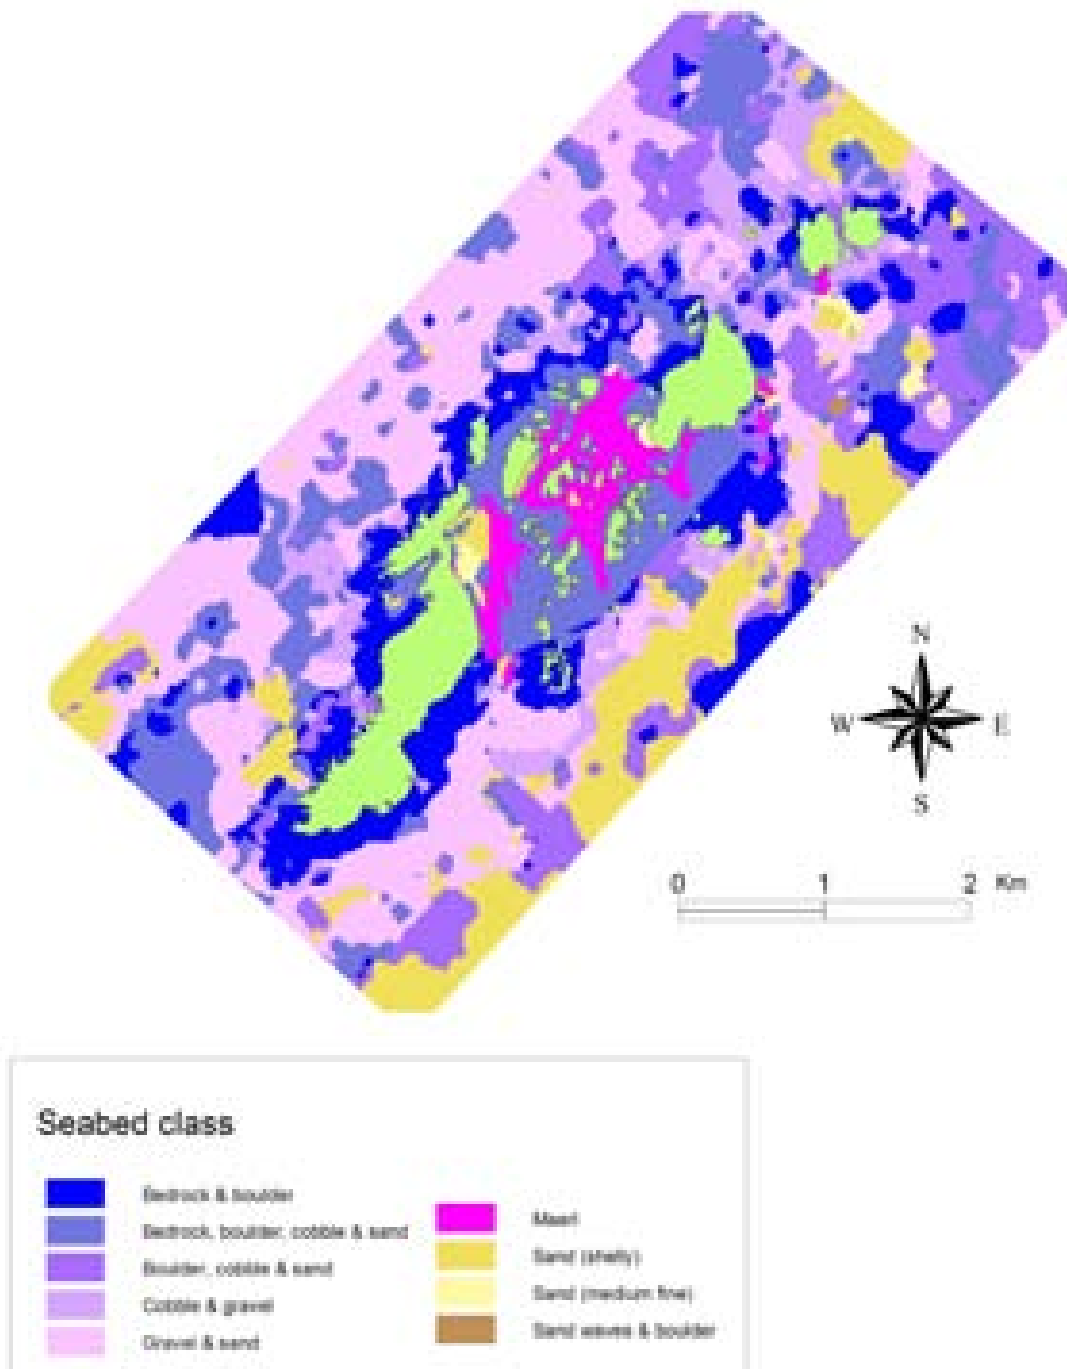 N
W
E
S
0 1 2 Km
Seabed class
Bedrock & boulder
Bedrock, boulder, cobble & sand
Boulder, cobble & sand
Cobble & gravel
Gravel & sand
Maerl
Sand (shelly)
Sand (medium fine)
Sand waves & boulder